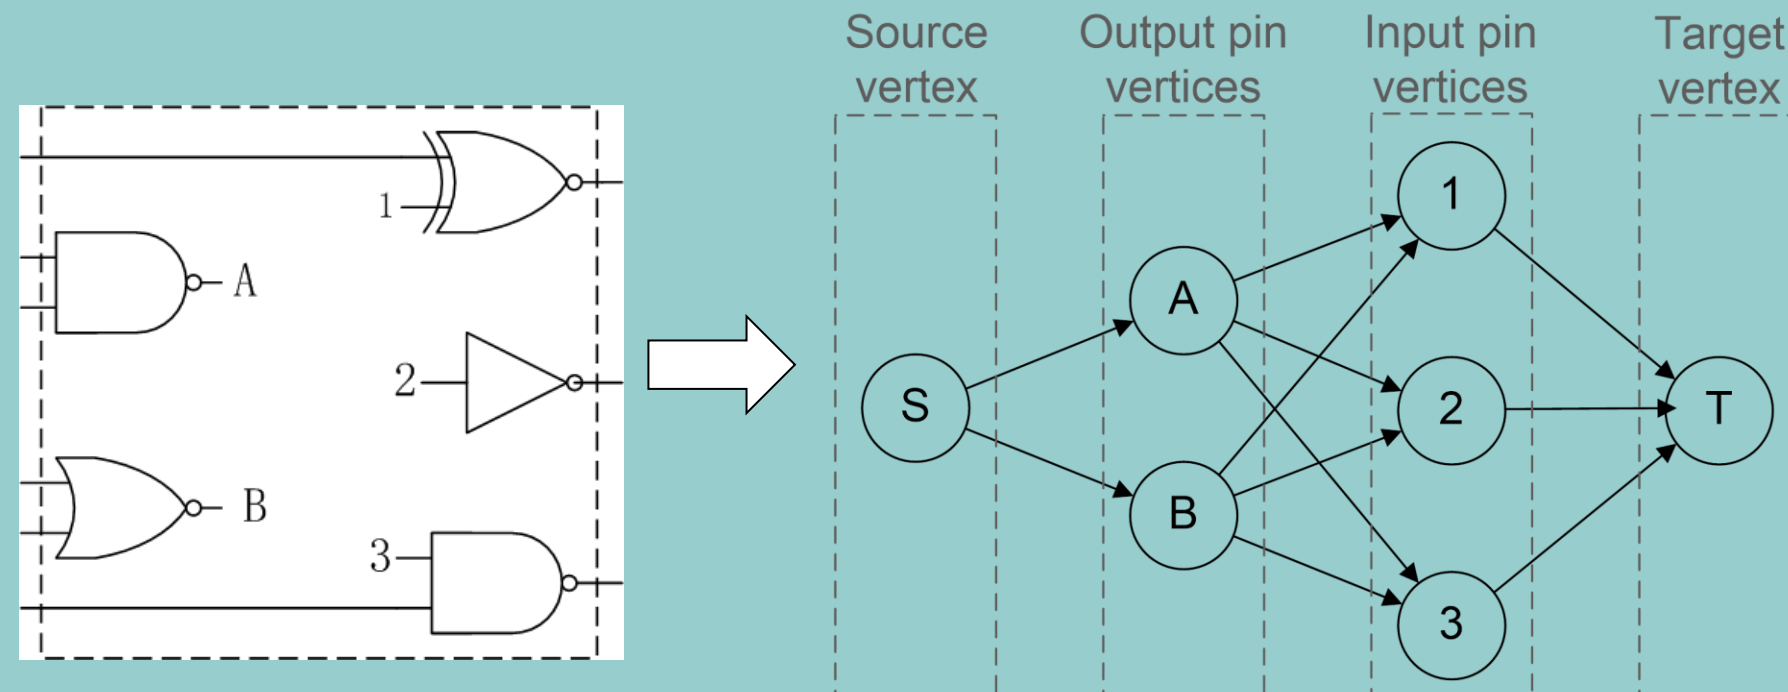 Source
vertex
Output pin
vertices
Input pin
vertices
Target
vertex
1
A
2
B
3
S
A
B
1
2
3
T